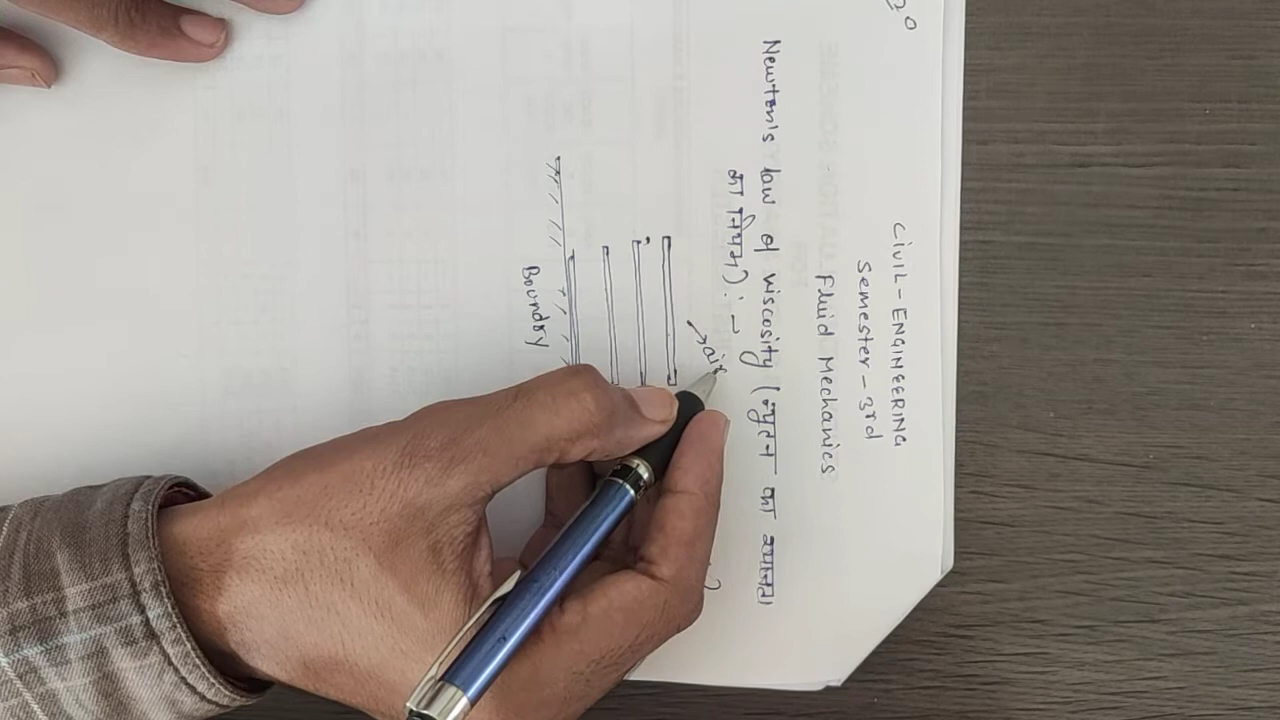 CIVIL-ENGINEERING
Semester-3rd
Fluid Mechanics
Newton's law of viscosity (न्यूटन का श्यानता
का नियम) : →
air
Boundry